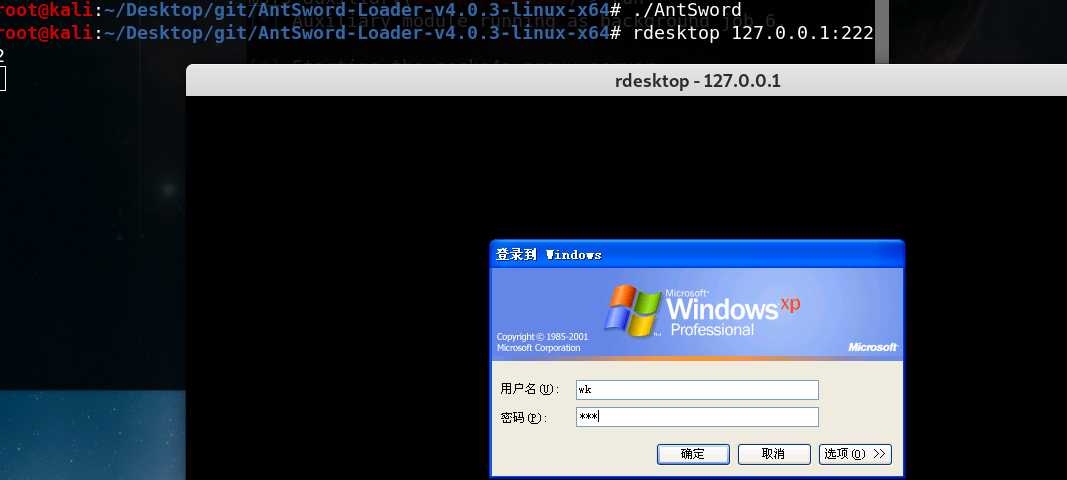 root@kali:~/Desktop/git/AntSword-Loader-v4.0.3-linux-x64# ./AntSword
Auxiliary module running as background job 6
root@kali:~/Desktop/git/AntSword-Loader-v4.0.3-linux-x64# rdesktop 127.0.0.1:222
2
rdesktop - 127.0.0.1
登录到 Windows
Microsoft®
Windows xp
Professional
Copyright © 1985-2001
Microsoft Corporation
Microsoft
用户名(U): wk
密码(P): ***
确定 取消 选项(O) >>